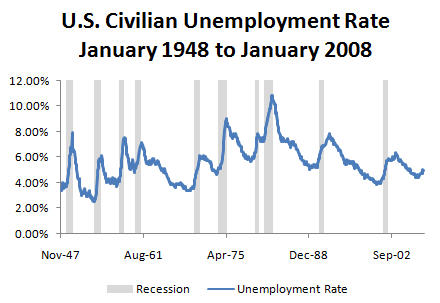 U.S. Civilian Unemployment Rate
January 1948 to January 2008
12.00%
10.00%
8.00%
6.00%
4.00%
2.00%
0.00%
Nov-47 Aug-61 Apr-75 Dec-88 Sep-02
Recession Unemployment Rate